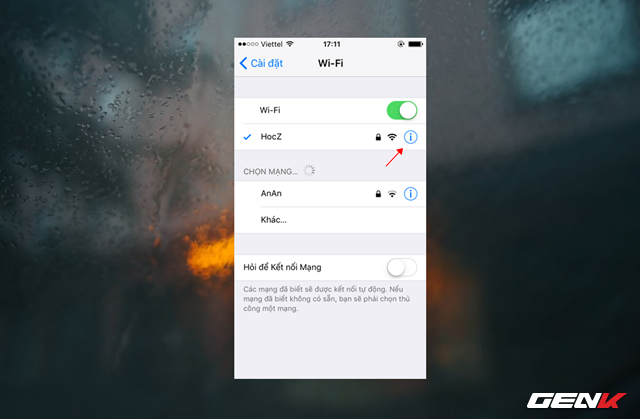 Viettel 17:11
Cài đặt Wi-Fi
Wi-Fi
HocZ
CHỌN MẠNG...
AnAn
Khác...
Hỏi để Kết nối Mạng
Các mạng đã biết sẽ được kết nối tự động. Nếu
mạng đã biết không có sẵn, bạn sẽ phải chọn thủ
công một mạng.
GENK